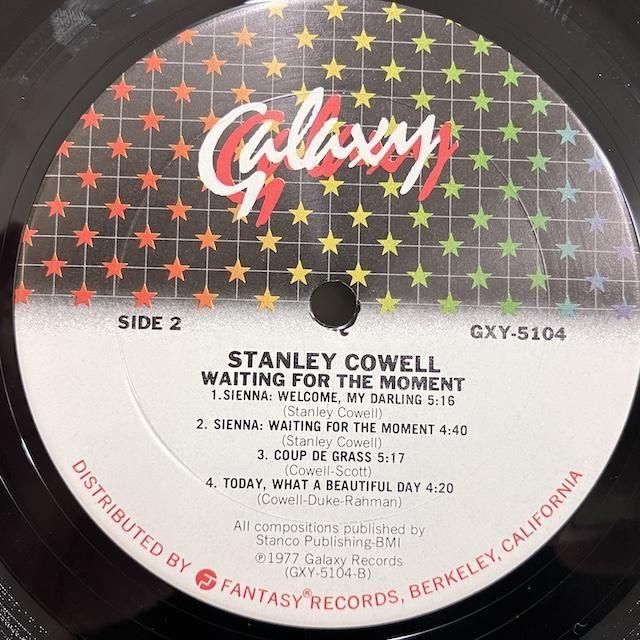 Galaxy
SIDE 2
GXY-5104
STANLEY COWELL
WAITING FOR THE MOMENT
1.SIENNA: WELCOME, MY DARLING 5:16
(Stanley Cowell)
2. SIENNA: WAITING FOR THE MOMENT 4:40
(Stanley Cowell)
3. COUP DE GRASS 5:17
(Cowell-Scott)
4. TODAY, WHAT A BEAUTIFUL DAY 4:20
(Cowell-Duke-Rahman)
All compositions published by
Stanco Publishing-BMI
℗1977 Galaxy Records
(GXY-5104-B)
DISTRIBUTED BY FANTASY® RECORDS, BERKELEY, CALIFORNIA